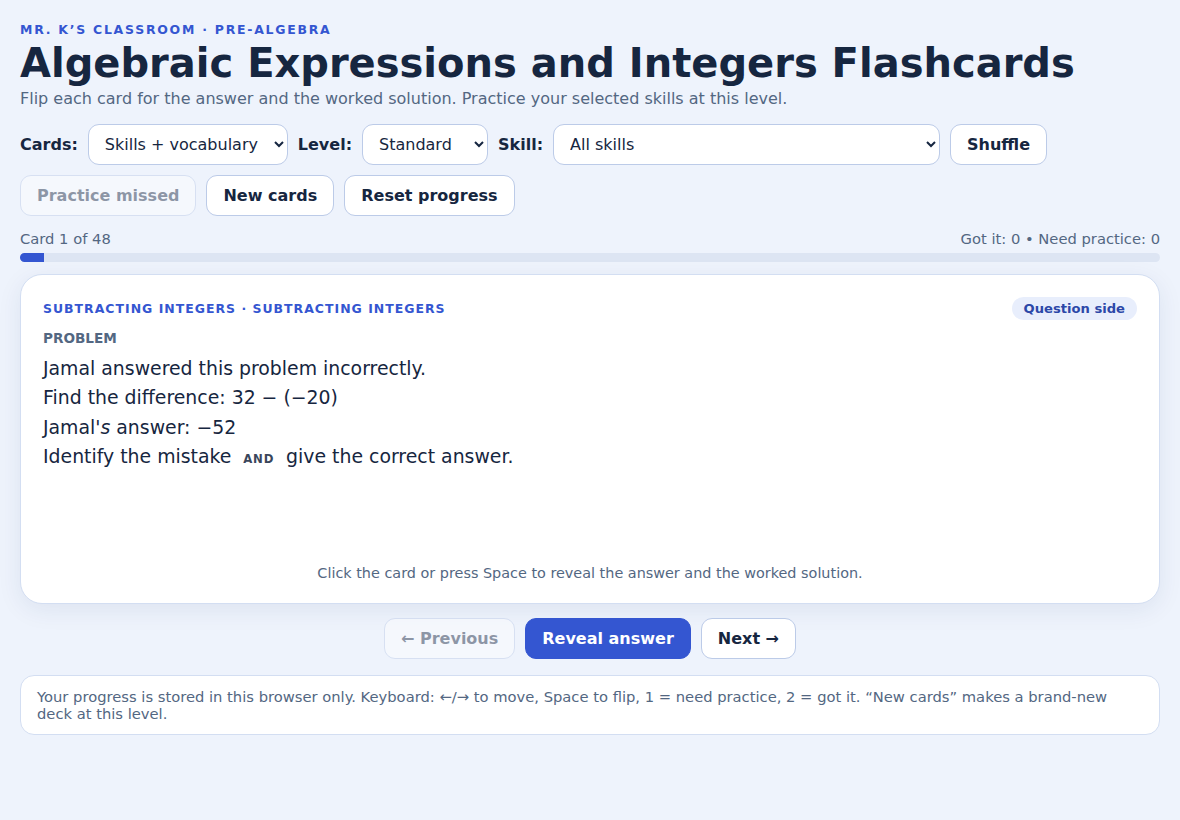 MR. K’S CLASSROOM · PRE-ALGEBRA
Algebraic Expressions and Integers Flashcards
Flip each card for the answer and the worked solution. Practice your selected skills at this level.
Cards: Skills + vocabulary Level: Standard Skill: All skills Shuffle
Practice missed New cards Reset progress
Card 1 of 48 Got it: 0 • Need practice: 0
SUBTRACTING INTEGERS · SUBTRACTING INTEGERS Question side
PROBLEM
Jamal answered this problem incorrectly.
Find the difference: 32 − (−20)
Jamal's answer: −52
Identify the mistake AND give the correct answer.
Click the card or press Space to reveal the answer and the worked solution.
← Previous Reveal answer Next →
Your progress is stored in this browser only. Keyboard: ←/→ to move, Space to flip, 1 = need practice, 2 = got it. “New cards” makes a brand-new
deck at this level.